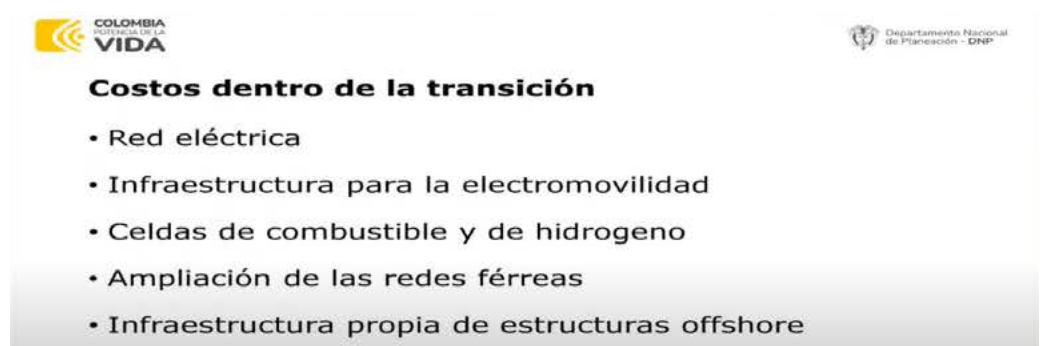 COLOMBIA
POTENCIA DE LA
VIDA
Departamento Nacional
de Planeación - DNP
Costos dentro de la transición
• Red eléctrica
• Infraestructura para la electromovilidad
• Celdas de combustible y de hidrogeno
• Ampliación de las redes férreas
• Infraestructura propia de estructuras offshore